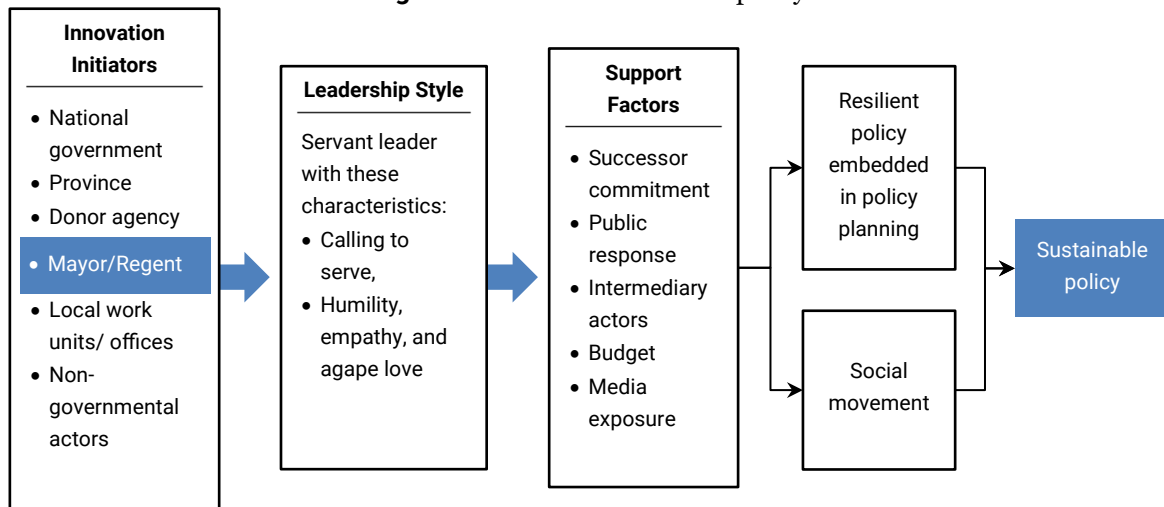 Innovation
Initiators
• National
government
• Province
• Donor agency
• Mayor/Regent
• Local work
units/ offices
• Non-
governmental
actors
Leadership Style
Servant leader
with these
characteristics:
• Calling to
serve,
• Humility,
empathy, and
agape love
Support
Factors
• Successor
commitment
• Public
response
• Intermediary
actors
• Budget
• Media
exposure
Resilient
policy
embedded
in policy
planning
Social
movement
Sustainable
policy